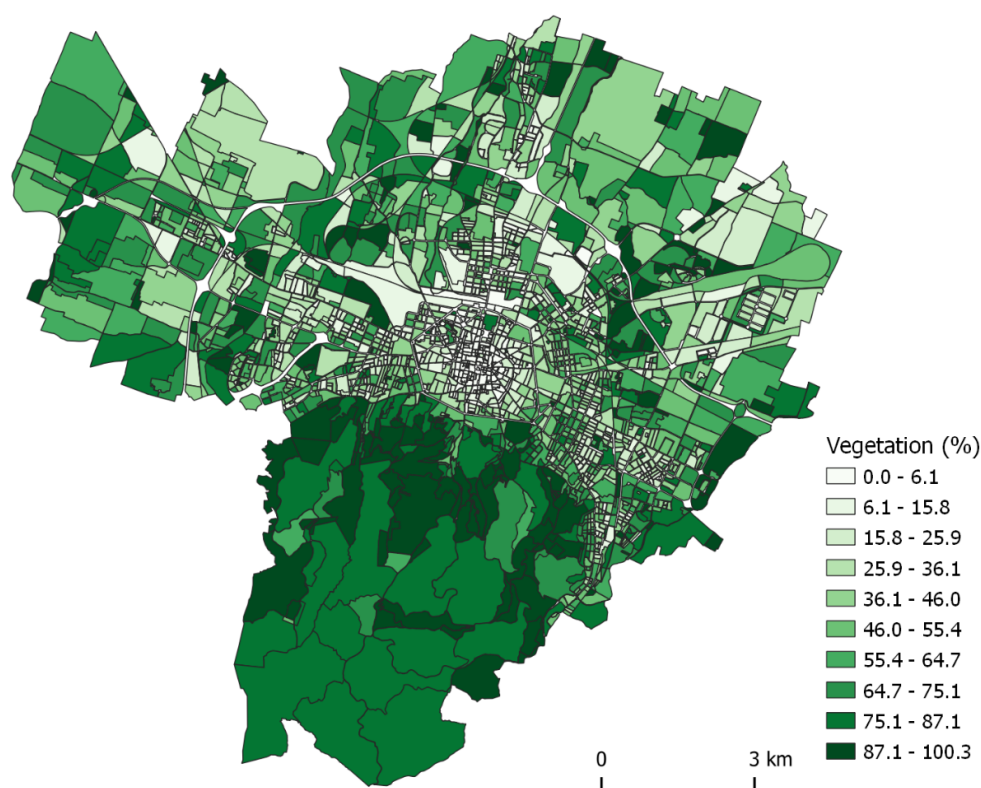 Vegetation (%)
0.0 - 6.1
6.1 - 15.8
15.8 - 25.9
25.9 - 36.1
36.1 - 46.0
46.0 - 55.4
55.4 - 64.7
64.7 - 75.1
75.1 - 87.1
87.1 - 100.3
0 3 km